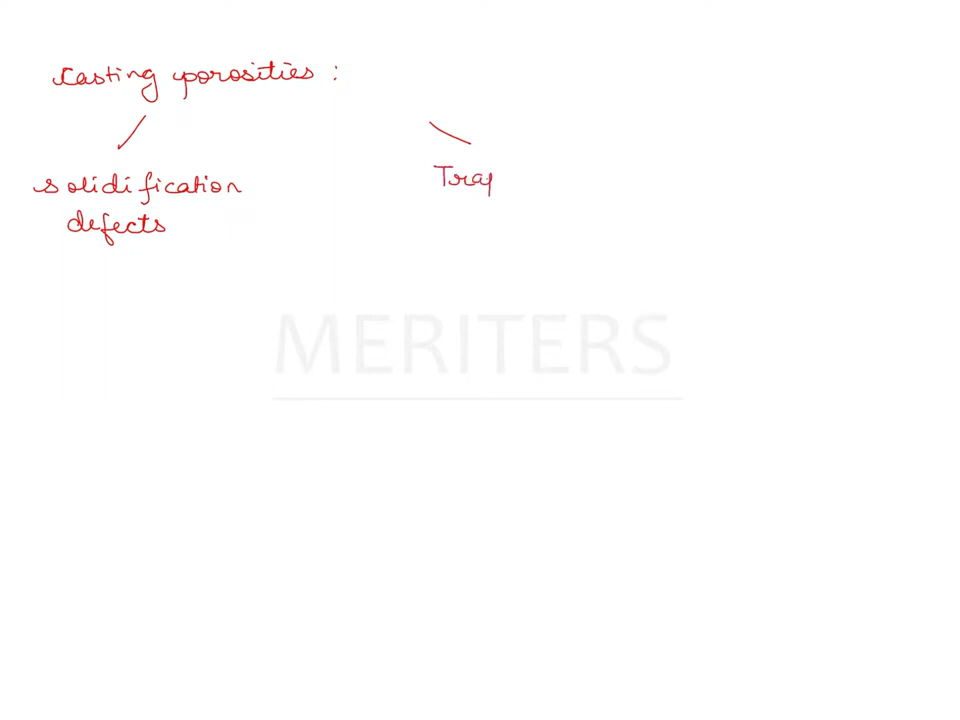 Casting porosities :
solidification
defects
Trap
MERITERS